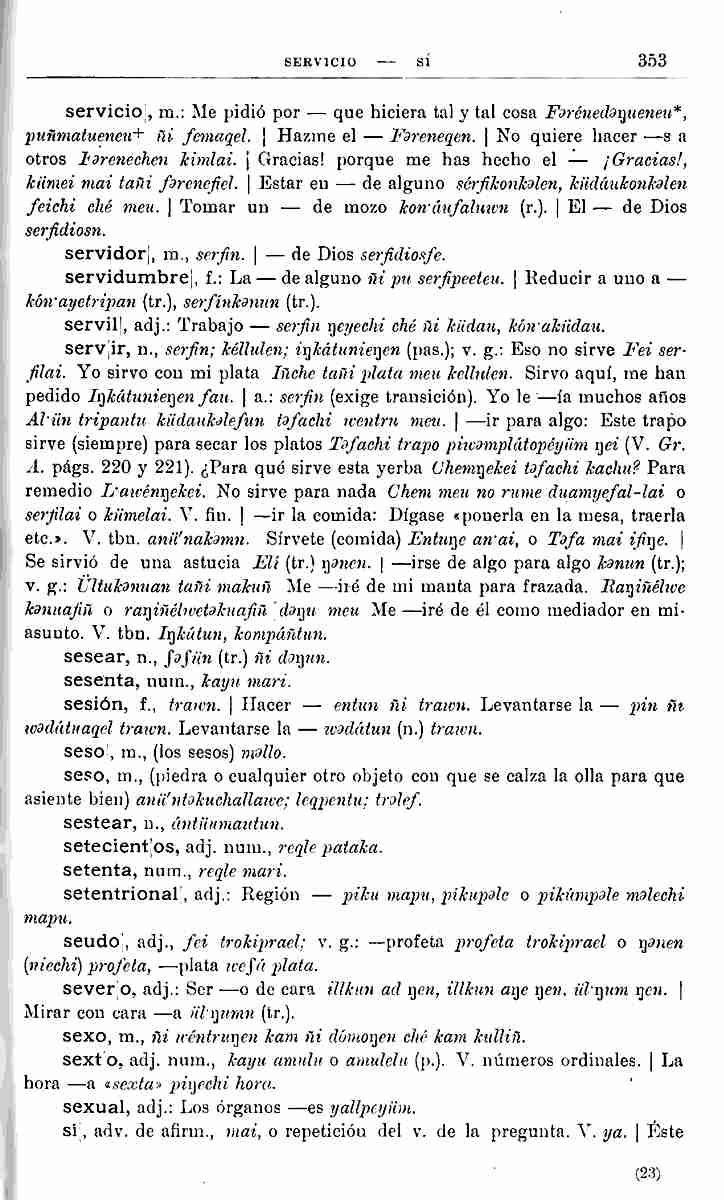 SERVICIO — sí 353
servicio|, m.: Me pidió por — que hiciera tal y tal cosa Fərénedəŋueneu*,
puñmatueneu+ ñi femaqel. | Hazme el — Fəreneqen. | No quiere hacer —s a
otros Fərenechen kimlai. | Gracias! porque me has hecho el — ¡Gracias!,
kümei mai tañi fərenefiel. | Estar en — de alguno sérfikonkəlen, küdáukonkəlen
feichi ché meu. | Tomar un — de mozo kon·áufaluwn (r.). | El — de Dios
serfidiosn.
servidor|, m., serfin. | — de Dios serfidiosfe.
servidumbre|, f.: La — de alguno ñi pu serfipeeteu. | Reducir a uno a —
kón·ayetripan (tr.), serfínkənun (tr.).
servil|, adj.: Trabajo — serfin ŋeyechi ché ñi küdau, kón·aküdau.
serv|ir, n., serfin; kéllulen; iŋkátunieŋen (pas.); v. g.: Eso no sirve Fei ser-
filai. Yo sirvo con mi plata Iñche tañi plata meu kellulen. Sirvo aquí, me han
pedido Iŋkátunieŋen fau. | a.: serfin (exige transición). Yo le —ía muchos años
Al·ün tripantu küdaukəlefun təfachi wentru meu. | —ir para algo: Este trapo
sirve (siempre) para secar los platos Təfachi trapo piwəmplátopéyüm ŋei (V. Gr.
A. págs. 220 y 221). ¿Para qué sirve esta yerba Chemŋekei təfachi kachu? Para
remedio L·awénŋekei. No sirve para nada Chem meu no rume duamyefal-lai o
serfilai o kümelai. V. fin. | —ir la comida: Dígase «ponerla en la mesa, traerla
etc.». V. tbn. anü'nakəmn. Sírvete (comida) Entuŋe an·ai, o Təfa mai ifiŋe. |
Se sirvió de una astucia Elí (tr.) ŋənen. | —irse de algo para algo kənun (tr.);
v. g.: Ültukənuan tañi makuñ Me —iré de mi manta para frazada. Raŋiñélwe
kənuafiñ o raŋiñélwetəkuafiñ dəŋu meu Me —iré de él como mediador en mi
asunto. V. tbn. Iŋkátun, kompáñtun.
sesear, n., fəfün (tr.) ñi dəŋun.
sesenta, num., kayu mari.
sesión, f., trawn. | Hacer — entun ñi trawn. Levantarse la — pin ñi
wədátuaqel trawn. Levantarse la — wədátun (n.) trawn.
seso|, m., (los sesos) məllo.
seso, m., (piedra o cualquier otro objeto con que se calza la olla para que
asiente bien) anü'ntəkuchallawe; leqpentu; trəlef.
sestear, n., ántüumautun.
setecient|os, adj. num., reqle pataka.
setenta, num., reqle mari.
setentrional|, adj.: Región — piku mapu, pikupəle o pikúmpəle məlechi
mapu.
seudo|, adj., fei trokiprael; v. g.: —profeta profeta trokiprael o ŋənen
(niechi) profeta, —plata wefá plata.
sever|o, adj.: Ser —o de cara illkun ad ŋen, illkun aŋe ŋen. ül·ŋum ŋen. |
Mirar con cara —a ül·ŋumn (tr.).
sexo, m., ñi wéntruŋen kam ñi dómoŋen ché kam kulliñ.
sext|o, adj. num., kayu amulu o amulelu (p.). V. números ordinales. | La
hora —a «sexta» piŋechi hora.
sexual, adj.: Los órganos —es yallpeyüm.
sí|, adv. de afirm., mai, o repetición del v. de la pregunta. V. ya. | Éste
(23)